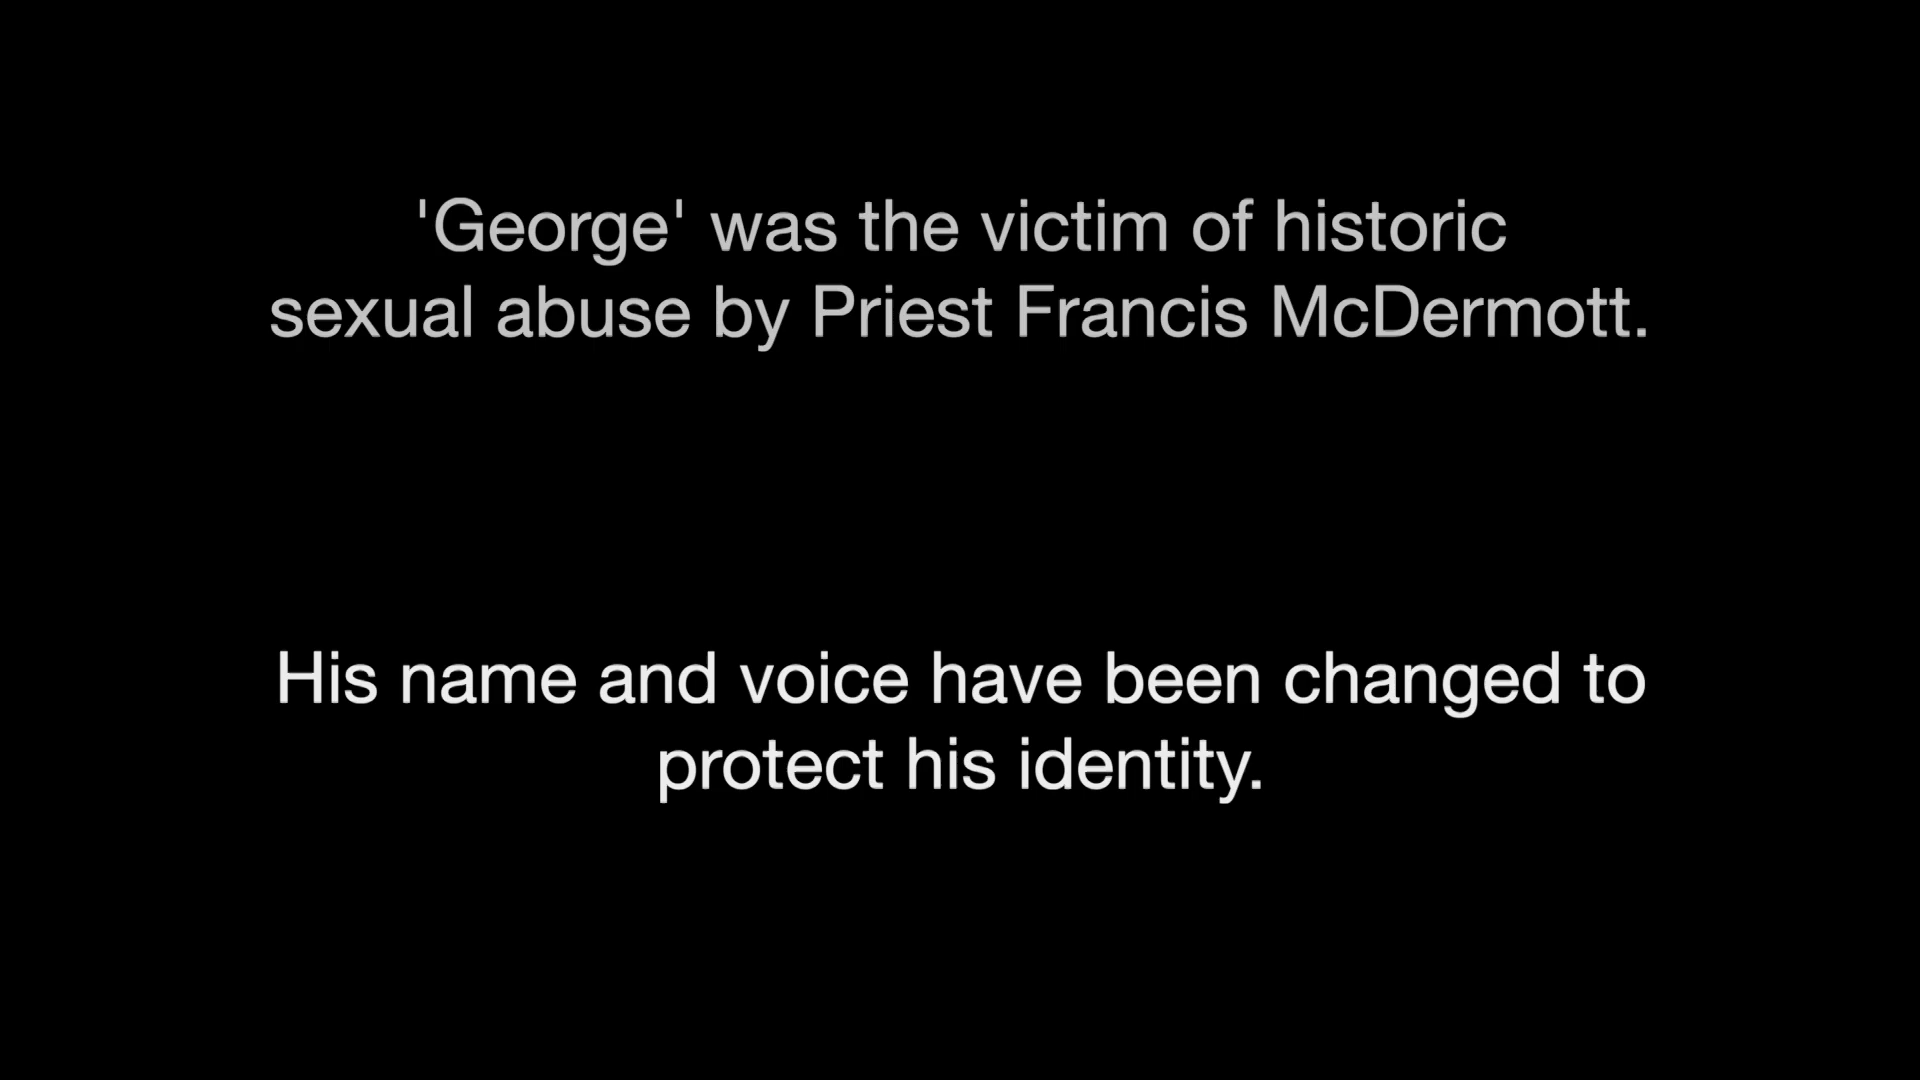 'George' was the victim of historic
sexual abuse by Priest Francis McDermott.
His name and voice have been changed to
protect his identity.